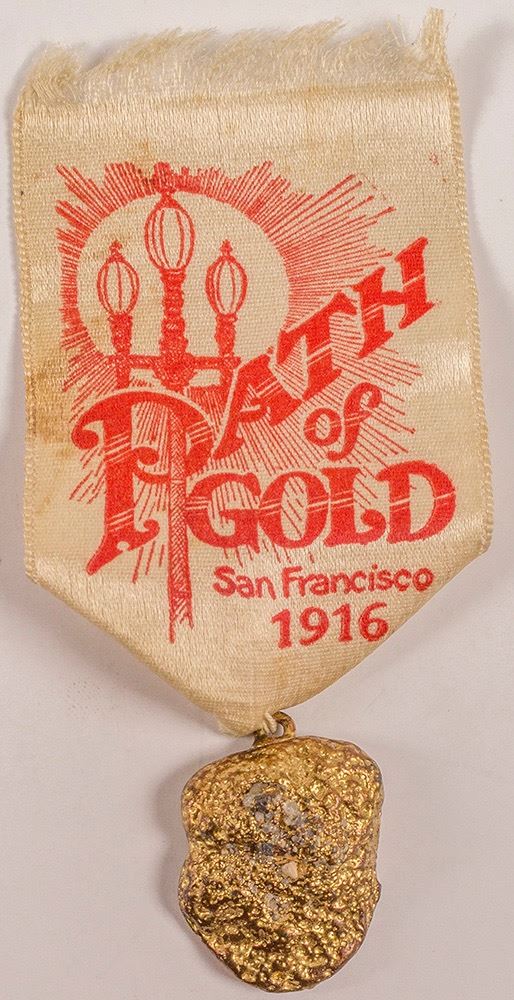 PATH
of
GOLD
San Francisco
1916